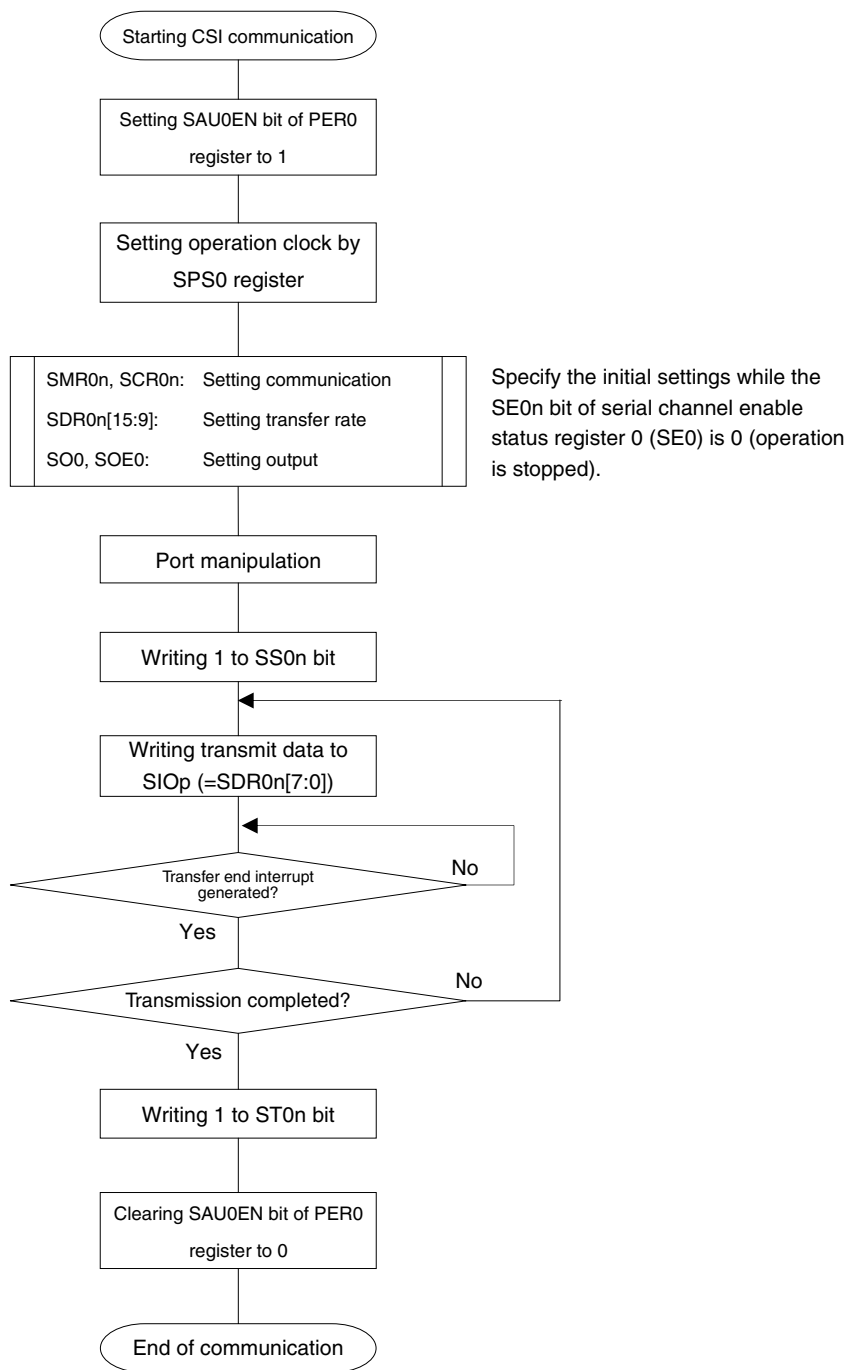 Starting CSI communication
Setting SAU0EN bit of PER0
register to 1
Setting operation clock by
SPS0 register
SMR0n, SCR0n: Setting communication
SDR0n[15:9]: Setting transfer rate
SO0, SOE0: Setting output
Specify the initial settings while the
SE0n bit of serial channel enable
status register 0 (SE0) is 0 (operation
is stopped).
Port manipulation
Writing 1 to SS0n bit
Writing transmit data to
SIOp (=SDR0n[7:0])
Transfer end interrupt
generated?
No
Yes
Transmission completed?
No
Yes
Writing 1 to ST0n bit
Clearing SAU0EN bit of PER0
register to 0
End of communication